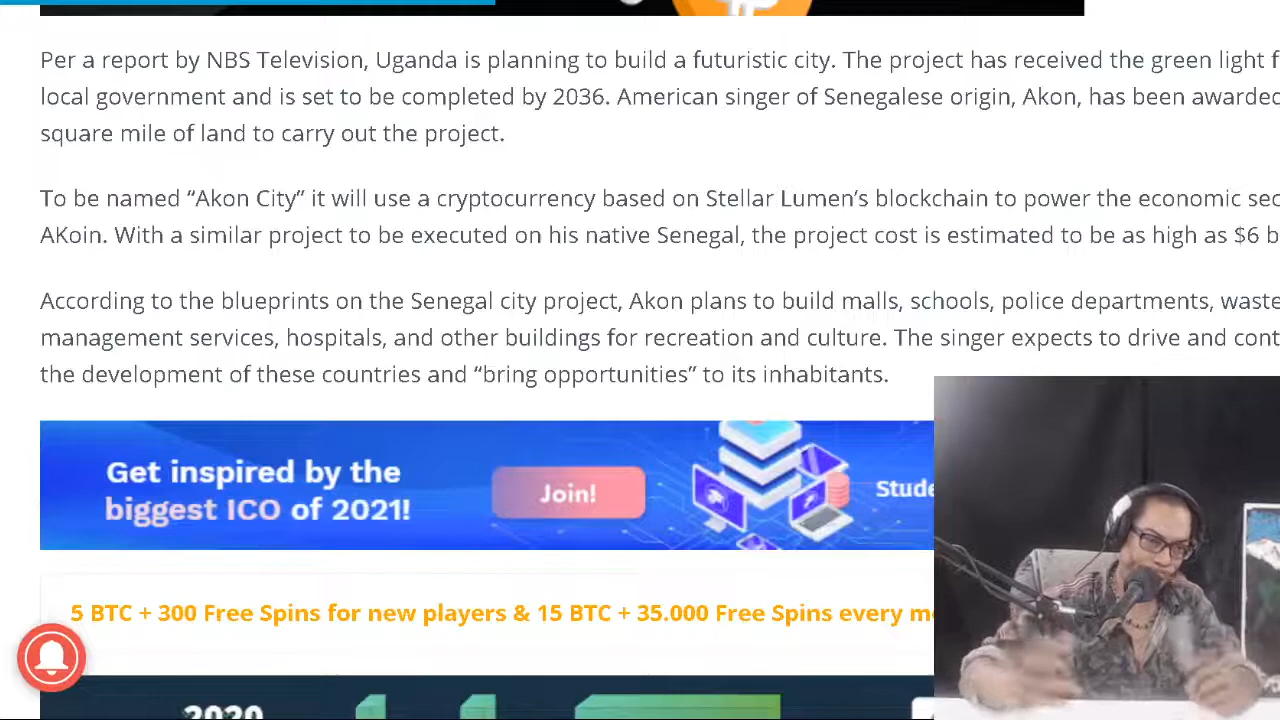 Per a report by NBS Television, Uganda is planning to build a futuristic city. The project has received the green light f
local government and is set to be completed by 2036. American singer of Senegalese origin, Akon, has been awarded
square mile of land to carry out the project.
To be named “Akon City” it will use a cryptocurrency based on Stellar Lumen’s blockchain to power the economic sec
AKoin. With a similar project to be executed on his native Senegal, the project cost is estimated to be as high as $6 b
According to the blueprints on the Senegal city project, Akon plans to build malls, schools, police departments, waste
management services, hospitals, and other buildings for recreation and culture. The singer expects to drive and cont
the development of these countries and “bring opportunities” to its inhabitants.
Get inspired by the
biggest ICO of 2021!
Join!
Stude
5 BTC + 300 Free Spins for new players & 15 BTC + 35.000 Free Spins every m
2020